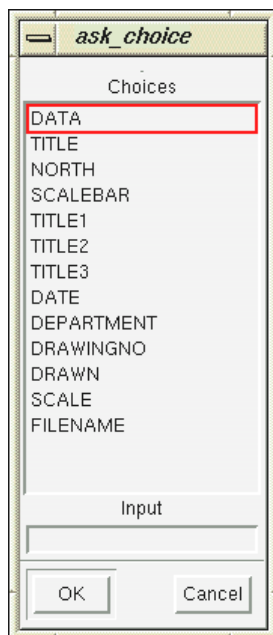 ask_choice
Choices
DATA
TITLE
NORTH
SCALEBAR
TITLE1
TITLE2
TITLE3
DATE
DEPARTMENT
DRAWINGNO
DRAWN
SCALE
FILENAME
Input
OK Cancel